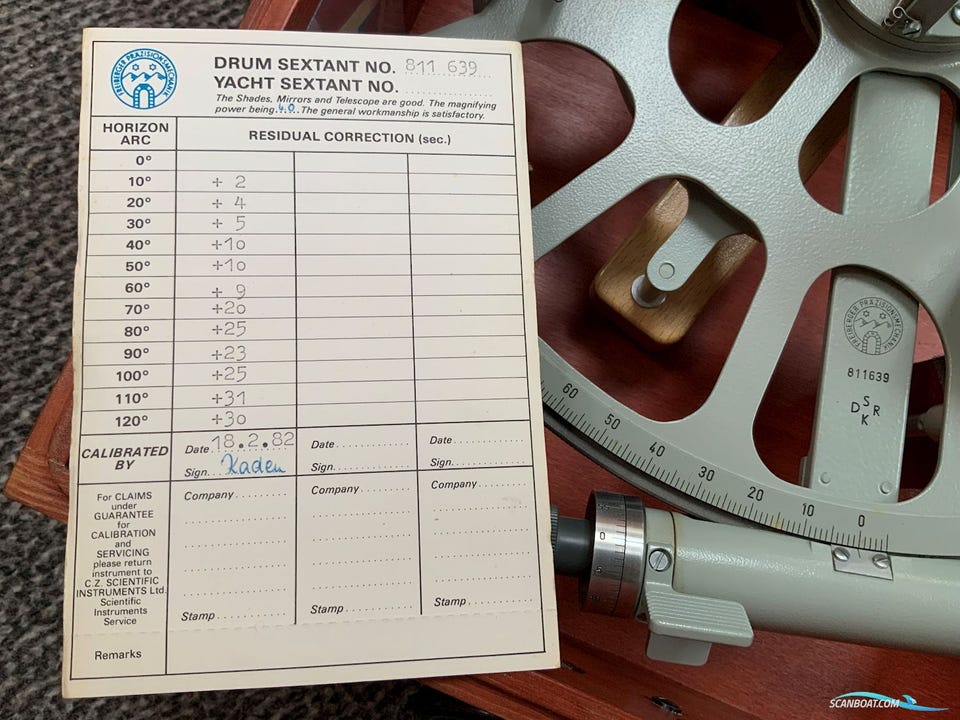 FREIBERGER PRÄZISIONSMECHANIK
DRUM SEXTANT NO. 811 639
YACHT SEXTANT NO.
The Shades, Mirrors and Telescope are good. The magnifying
power being 4.0. The general workmanship is satisfactory.
HORIZON ARC RESIDUAL CORRECTION (sec.)
0°
10° + 2
20° + 4
30° + 5
40° +10
50° +10
60° + 9
70° +20
80° +25
90° +23
100° +25
110° +31
120° +30
CALIBRATED BY
Date 18.2.82 Date Date
Sign. Kaden Sign. Sign.
For CLAIMS
under
GUARANTEE
for
CALIBRATION
and
SERVICING
please return
instrument to
C.Z. SCIENTIFIC
INSTRUMENTS Ltd.
Scientific
Instruments
Service
Company Company Company
Stamp Stamp Stamp
Remarks
FREIBERGER PRÄZISIONSMECHANIK
811639
S
D R
K
60 50 40 30 20 10 0
0
SCANBOAT.COM